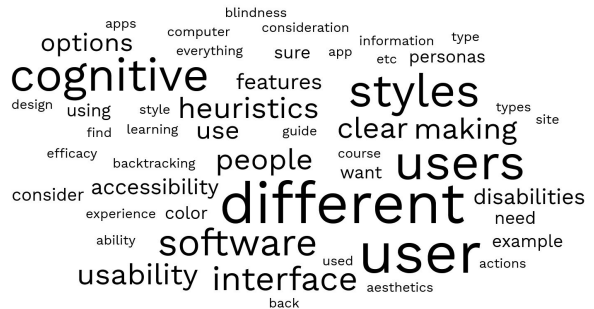 blindness
apps
computer
consideration
options
everything
sure
app
information
type
etc
personas
cognitive
features
styles
design
using
style
heuristics
types
site
find
learning
use
guide
clear
making
efficacy
backtracking
people
course
want
users
consider
accessibility
different
disabilities
experience
color
need
ability
software
used
user
example
actions
usability
interface
aesthetics
back